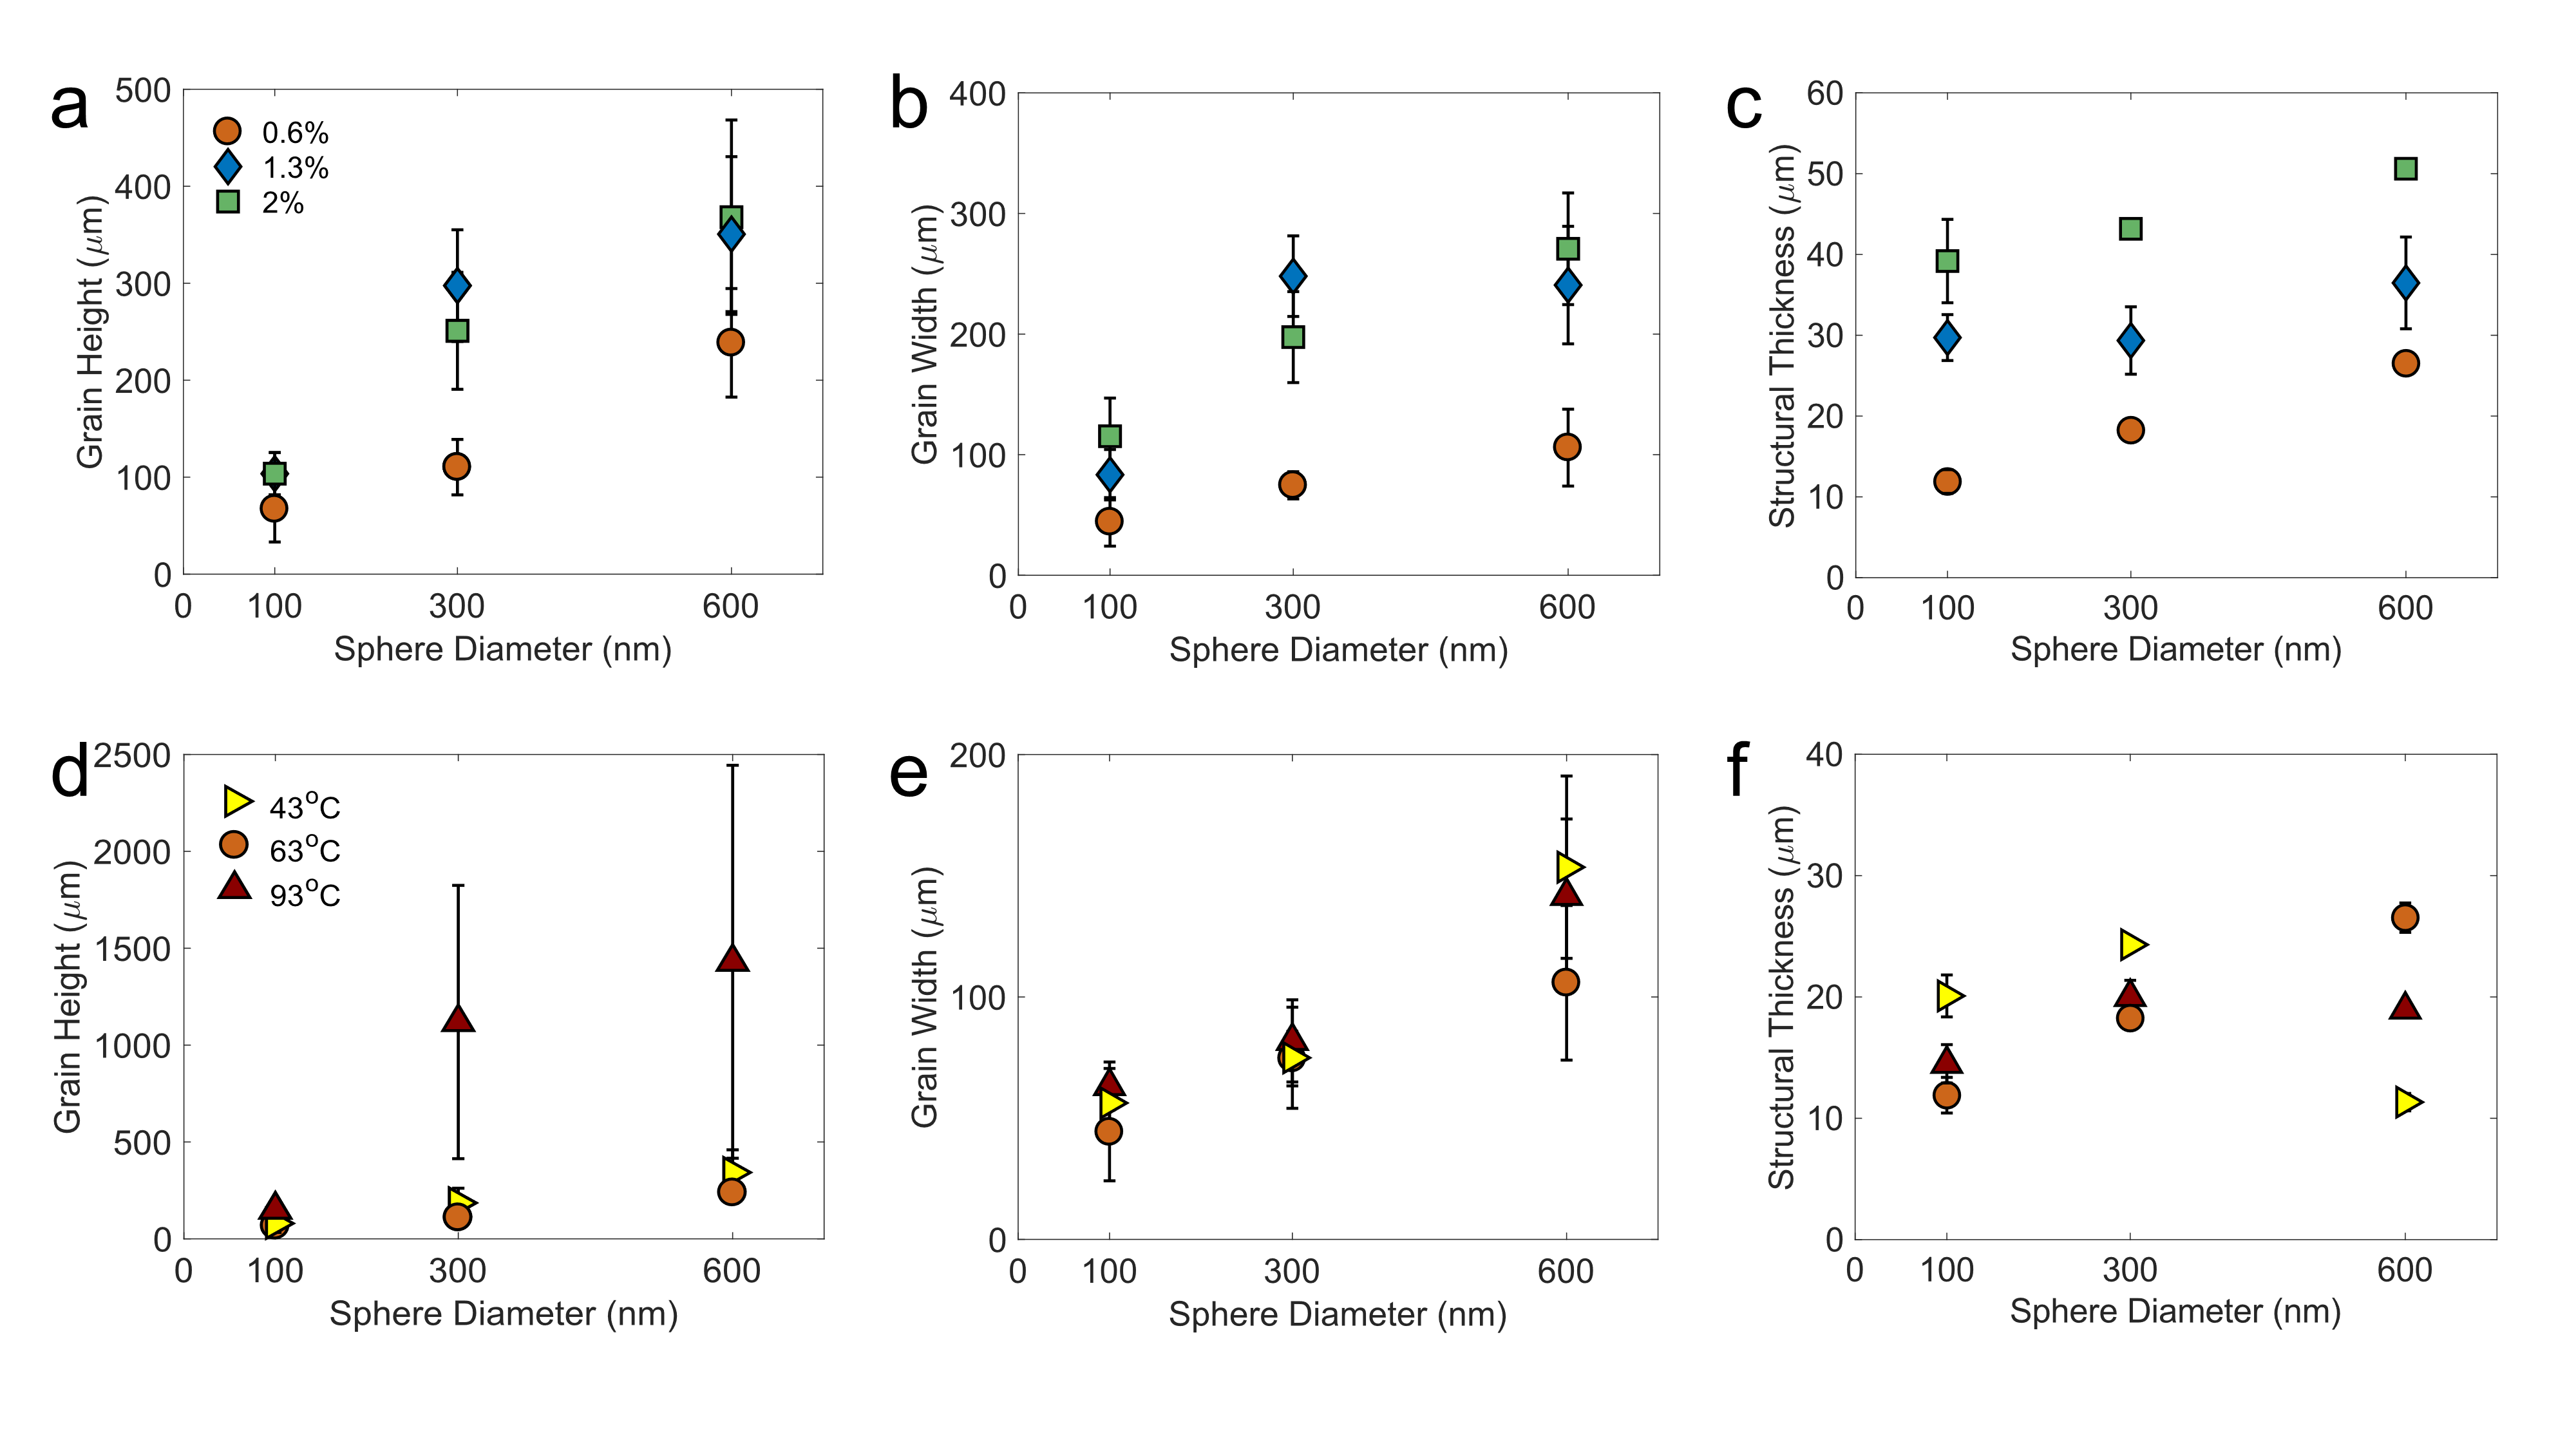 a
500
400
300
200
100
0
0 100 300 600
Grain Height (μm)
Sphere Diameter (nm)
0.6%
1.3%
2%
b
400
300
200
100
0
0 100 300 600
Grain Width (μm)
Sphere Diameter (nm)
c
60
50
40
30
20
10
0
0 100 300 600
Structural Thickness (μm)
Sphere Diameter (nm)
d
2500
2000
1500
1000
500
0
0 100 300 600
Grain Height (μm)
Sphere Diameter (nm)
43°C
63°C
93°C
e
200
100
0
0 100 300 600
Grain Width (μm)
Sphere Diameter (nm)
f
40
30
20
10
0
0 100 300 600
Structural Thickness (μm)
Sphere Diameter (nm)